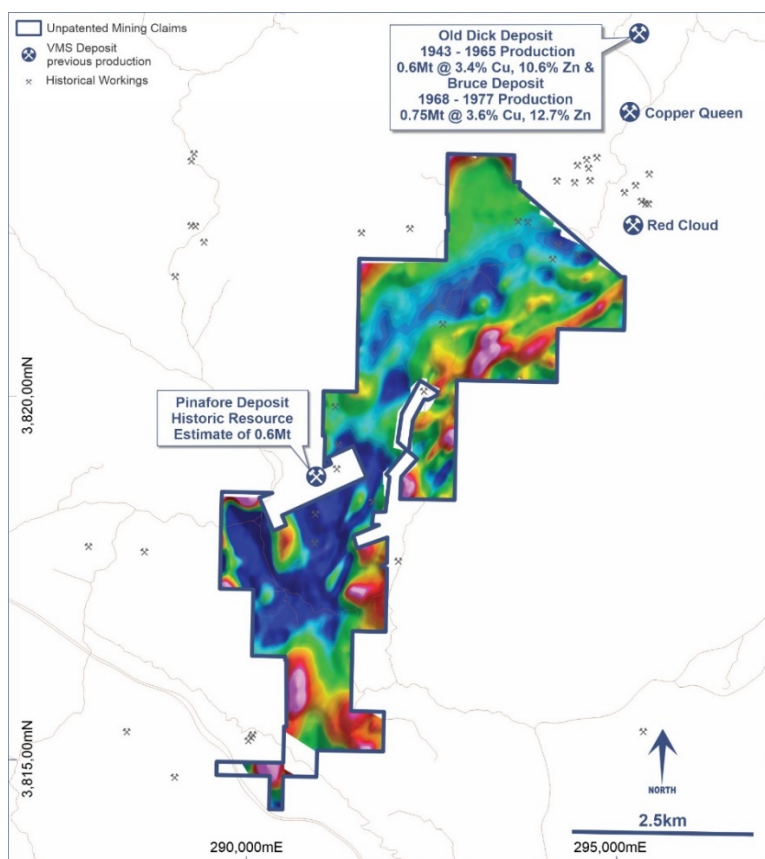 Unpatented Mining Claims
VMS Deposit
previous production
Historical Workings
Old Dick Deposit
1943 - 1965 Production
0.6Mt @ 3.4% Cu, 10.6% Zn &
Bruce Deposit
1968 - 1977 Production
0.75Mt @ 3.6% Cu, 12.7% Zn
Copper Queen
Red Cloud
3,820,00mN
Pinafore Deposit
Historic Resource
Estimate of 0.6Mt
3,815,00mN
NORTH
2.5km
290,000mE
295,000mE